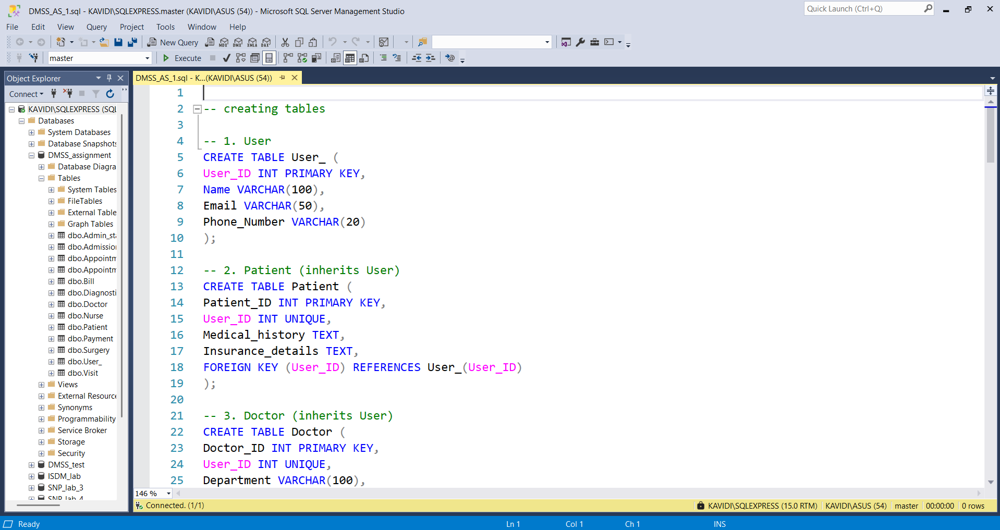 DMSS_AS_1.sql - KAVIDI\SQLEXPRESS.master (KAVIDI\ASUS (54)) - Microsoft SQL Server Management Studio
Quick Launch (Ctrl+Q)
File Edit View Query Project Tools Window Help
New Query MDX DMX XMLA DAX
master Execute
Object Explorer
Connect
KAVIDI\SQLEXPRESS (SQL
Databases
System Databases
Database Snapshots
DMSS_assignment
Database Diagra
Tables
System Tables
FileTables
External Table
Graph Tables
dbo.Admin_sta
dbo.Admission
dbo.Appointm
dbo.Appointm
dbo.Bill
dbo.Diagnosti
dbo.Doctor
dbo.Nurse
dbo.Patient
dbo.Payment
dbo.Surgery
dbo.User_
dbo.Visit
Views
External Resource
Synonyms
Programmability
Service Broker
Storage
Security
DMSS_test
ISDM_lab
SNP_lab_3
SNP_lab_4
DMSS_AS_1.sql - K...(KAVIDI\ASUS (54))
1
2 -- creating tables
3
4 -- 1. User
5 CREATE TABLE User_ (
6 User_ID INT PRIMARY KEY,
7 Name VARCHAR(100),
8 Email VARCHAR(50),
9 Phone_Number VARCHAR(20)
10 );
11
12 -- 2. Patient (inherits User)
13 CREATE TABLE Patient (
14 Patient_ID INT PRIMARY KEY,
15 User_ID INT UNIQUE,
16 Medical_history TEXT,
17 Insurance_details TEXT,
18 FOREIGN KEY (User_ID) REFERENCES User_(User_ID)
19 );
20
21 -- 3. Doctor (inherits User)
22 CREATE TABLE Doctor (
23 Doctor_ID INT PRIMARY KEY,
24 User_ID INT UNIQUE,
25 Department VARCHAR(100),
146 %
Connected. (1/1)
KAVIDI\SQLEXPRESS (15.0 RTM) KAVIDI\ASUS (54) master 00:00:00 0 rows
Ready Ln 1 Col 1 Ch 1 INS